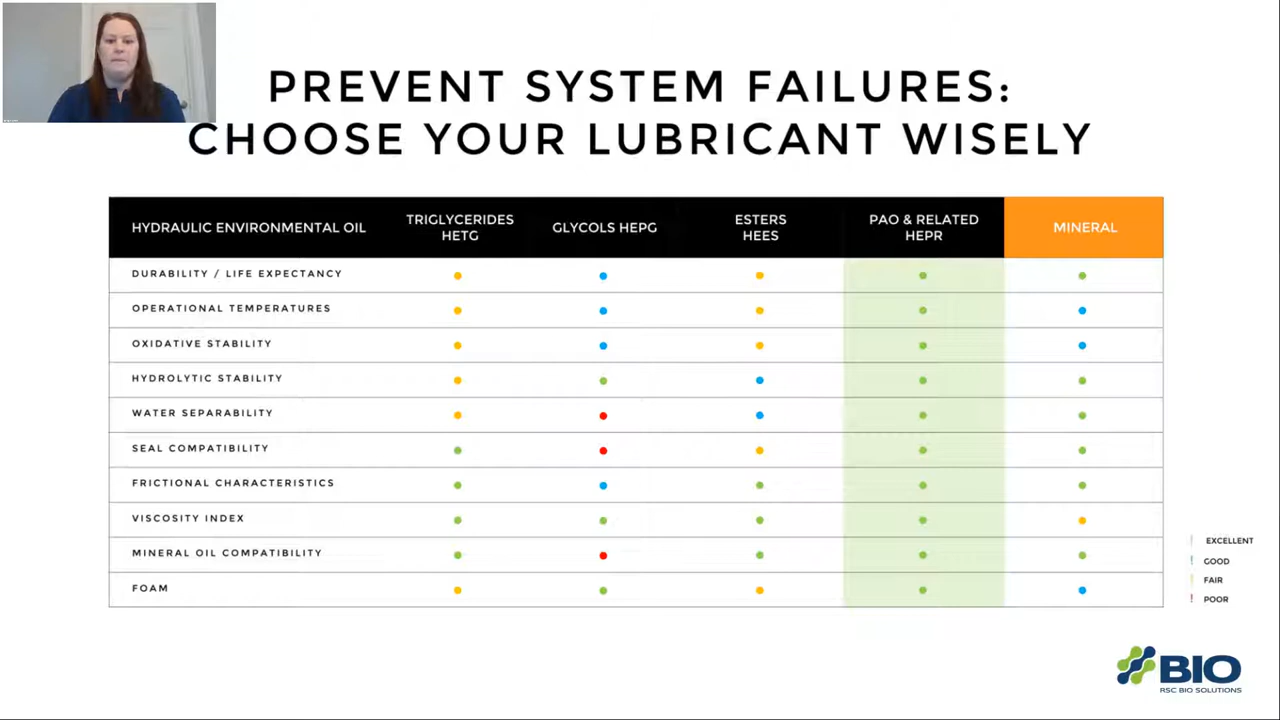 PREVENT SYSTEM FAILURES:
CHOOSE YOUR LUBRICANT WISELY
HYDRAULIC ENVIRONMENTAL OIL
TRIGLYCERIDES
HETG
GLYCOLS HEPG
ESTERS
HEES
PAO & RELATED
HEPR
MINERAL
DURABILITY / LIFE EXPECTANCY
OPERATIONAL TEMPERATURES
OXIDATIVE STABILITY
HYDROLYTIC STABILITY
WATER SEPARABILITY
SEAL COMPATIBILITY
FRICTIONAL CHARACTERISTICS
VISCOSITY INDEX
MINERAL OIL COMPATIBILITY
FOAM
EXCELLENT
GOOD
FAIR
POOR
BIO
RSC BIO SOLUTIONS